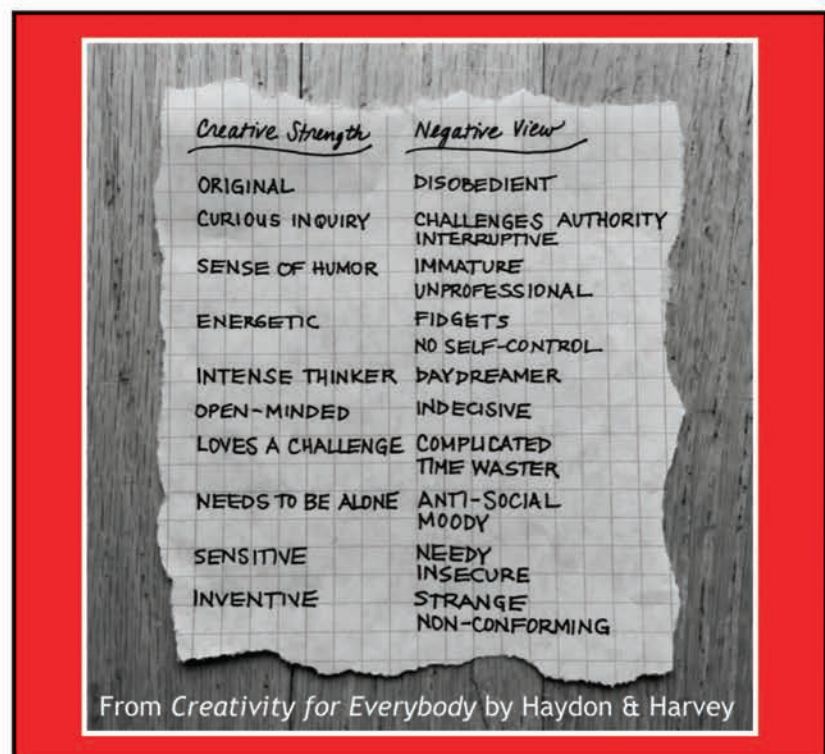 Creative Strength Negative View
ORIGINAL DISOBEDIENT
CURIOUS INQUIRY CHALLENGES AUTHORITY
INTERRUPTIVE
SENSE OF HUMOR IMMATURE
UNPROFESSIONAL
ENERGETIC FIDGETS
NO SELF-CONTROL
INTENSE THINKER DAYDREAMER
OPEN-MINDED INDECISIVE
LOVES A CHALLENGE COMPLICATED
TIME WASTER
NEEDS TO BE ALONE ANTI-SOCIAL
MOODY
SENSITIVE NEEDY
INSECURE
INVENTIVE STRANGE
NON-CONFORMING
From Creativity for Everybody by Haydon & Harvey